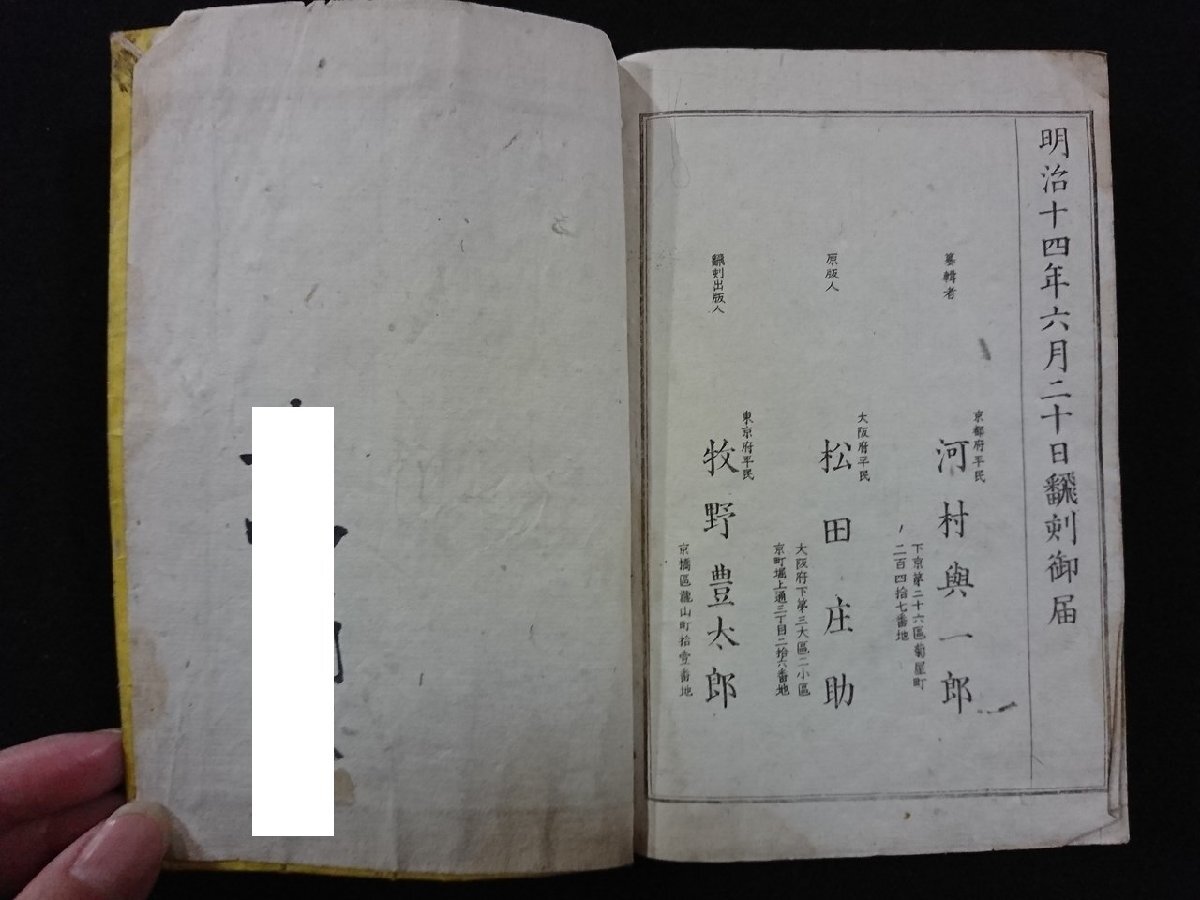 明治十四年六月二十日飜刻御届
纂輯者
京都府平民
河村與一郎
下京第二十六區菊屋町
二百四拾七番地
原版人
大阪府平民
松田庄助
大阪府下第三大區二小區
京町堀上通三丁目二拾六番地
飜刻出版人
東京府平民
牧野豊太郎
京橋區瀧山町拾壹番地